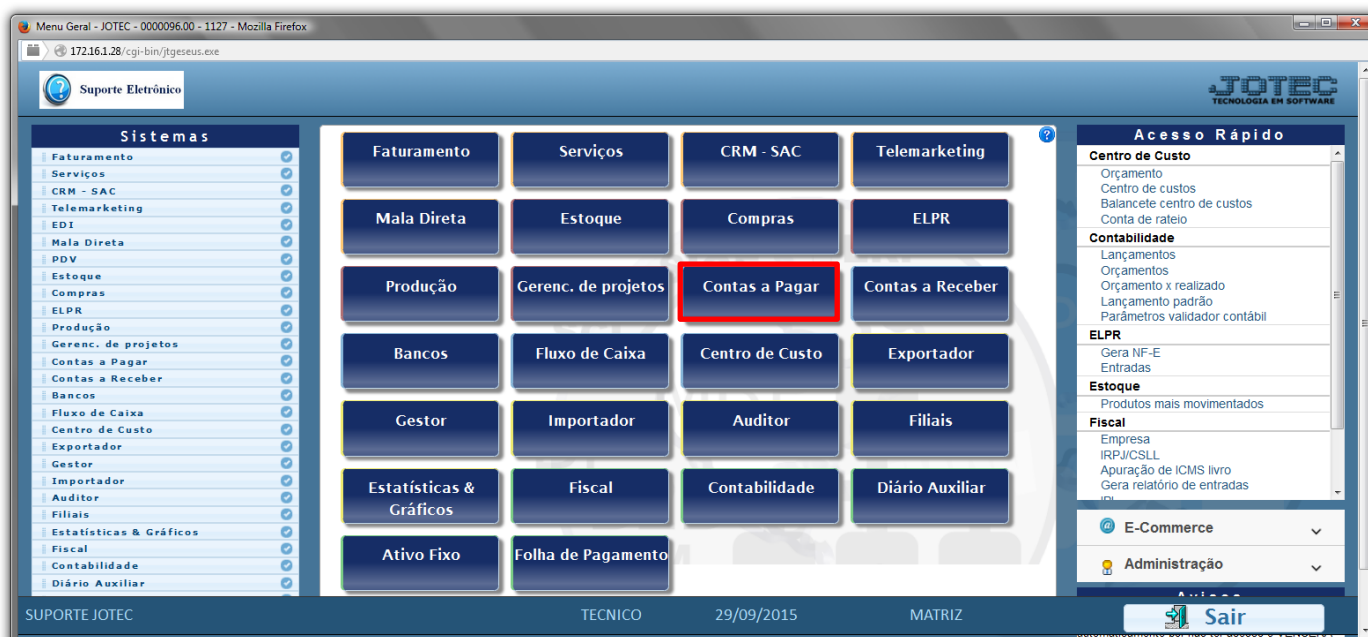 Menu Geral - JOTEC - 0000096.00 - 1127 - Mozilla Firefox
172.16.1.28/cgi-bin/jtgeseus.exe
Suporte Eletrônico
JOTEC
TECNOLOGIA EM SOFTWARE
Sistemas
Faturamento
Serviços
CRM - SAC
Telemarketing
EDI
Mala Direta
PDV
Estoque
Compras
ELPR
Produção
Gerenc. de projetos
Contas a Pagar
Contas a Receber
Bancos
Fluxo de Caixa
Centro de Custo
Exportador
Gestor
Importador
Auditor
Filiais
Estatísticas & Gráficos
Fiscal
Contabilidade
Diário Auxiliar
Faturamento
Serviços
CRM - SAC
Telemarketing
Mala Direta
Estoque
Compras
ELPR
Produção
Gerenc. de projetos
Contas a Pagar
Contas a Receber
Bancos
Fluxo de Caixa
Centro de Custo
Exportador
Gestor
Importador
Auditor
Filiais
Estatísticas &
Gráficos
Fiscal
Contabilidade
Diário Auxiliar
Ativo Fixo
Folha de Pagamento
Acesso Rápido
Centro de Custo
Orçamento
Centro de custos
Balancete centro de custos
Conta de rateio
Contabilidade
Lançamentos
Orçamentos
Orçamento x realizado
Lançamento padrão
Parâmetros validador contábil
ELPR
Gera NF-E
Entradas
Estoque
Produtos mais movimentados
Fiscal
Empresa
IRPJ/CSLL
Apuração de ICMS livro
Gera relatório de entradas
E-Commerce
Administração
Avisos
SUPORTE JOTEC
TECNICO
29/09/2015
MATRIZ
Sair